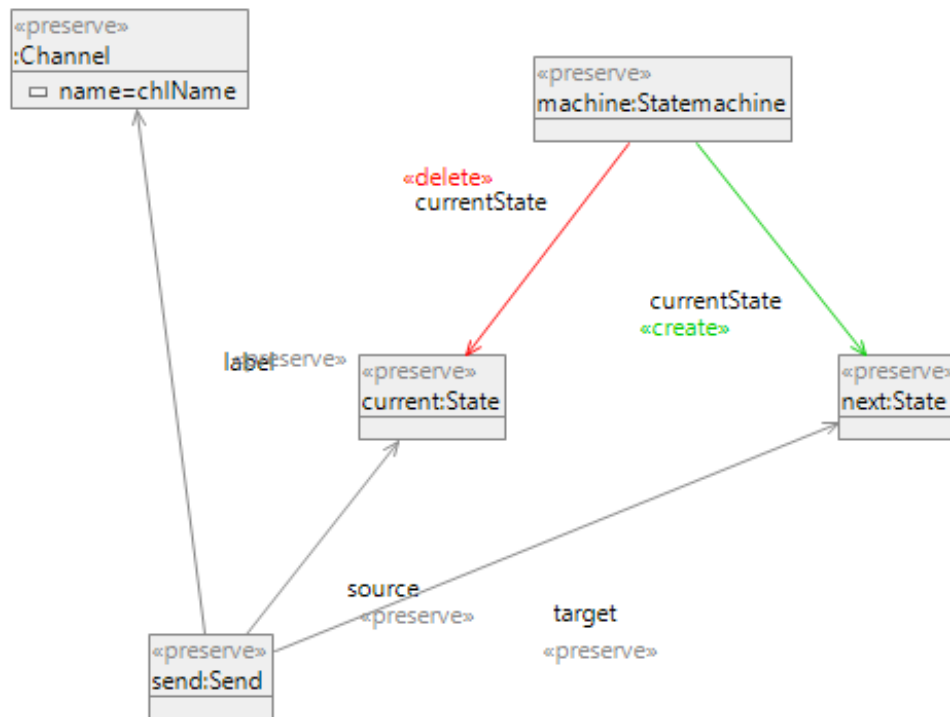 «preserve»
:Channel
name=chlName
«preserve»
machine:Statemachine
«delete»
currentState
currentState
«create»
label
«preserve»
«preserve»
current:State
«preserve»
next:State
source
«preserve»
target
«preserve»
«preserve»
send:Send